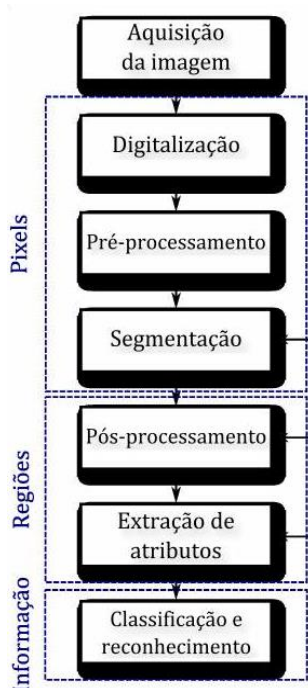 Aquisição
da imagem
Pixels
Digitalização
Pré-processamento
Segmentação
Regiões
Pós-processamento
Extração de
atributos
Informação
Classificação e
reconhecimento